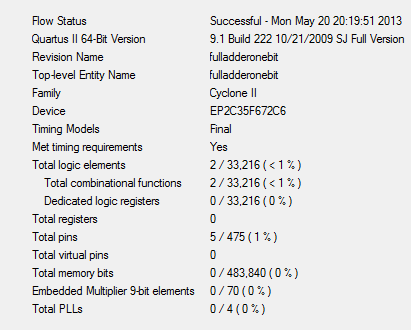 Flow Status Successful - Mon May 20 20:19:51 2013
Quartus II 64-Bit Version 9.1 Build 222 10/21/2009 SJ Full Version
Revision Name fulladderonebit
Top-level Entity Name fulladderonebit
Family Cyclone II
Device EP2C35F672C6
Timing Models Final
Met timing requirements Yes
Total logic elements 2 / 33,216 ( < 1 % )
Total combinational functions 2 / 33,216 ( < 1 % )
Dedicated logic registers 0 / 33,216 ( 0 % )
Total registers 0
Total pins 5 / 475 ( 1 % )
Total virtual pins 0
Total memory bits 0 / 483,840 ( 0 % )
Embedded Multiplier 9-bit elements 0 / 70 ( 0 % )
Total PLLs 0 / 4 ( 0 % )